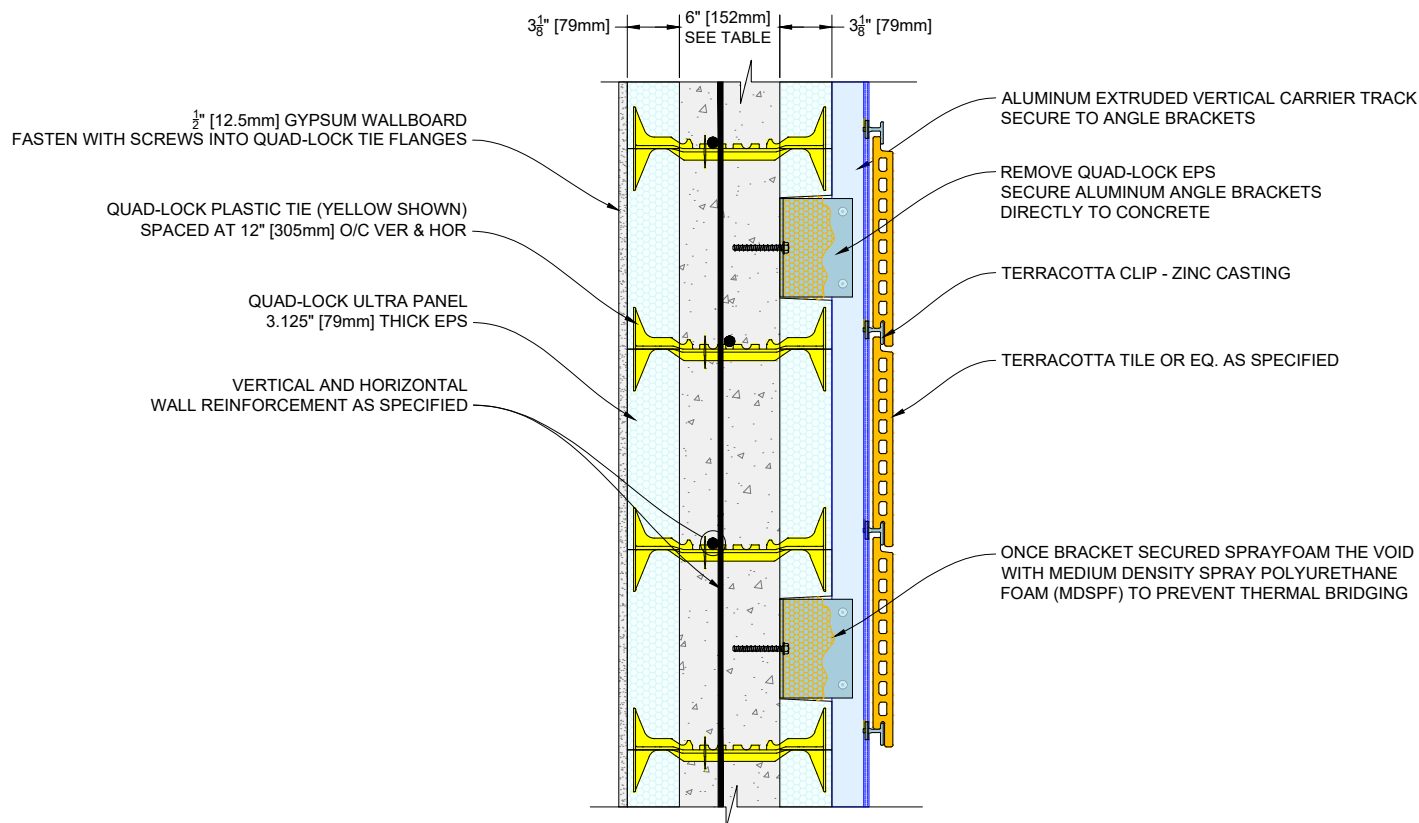 3 1/8" [79mm]
6" [152mm]
SEE TABLE
3 1/8" [79mm]
1/2" [12.5mm] GYPSUM WALLBOARD
FASTEN WITH SCREWS INTO QUAD-LOCK TIE FLANGES
QUAD-LOCK PLASTIC TIE (YELLOW SHOWN)
SPACED AT 12" [305mm] O/C VER & HOR
QUAD-LOCK ULTRA PANEL
3.125" [79mm] THICK EPS
VERTICAL AND HORIZONTAL
WALL REINFORCEMENT AS SPECIFIED
ALUMINUM EXTRUDED VERTICAL CARRIER TRACK
SECURE TO ANGLE BRACKETS
REMOVE QUAD-LOCK EPS
SECURE ALUMINUM ANGLE BRACKETS
DIRECTLY TO CONCRETE
TERRACOTTA CLIP - ZINC CASTING
TERRACOTTA TILE OR EQ. AS SPECIFIED
ONCE BRACKET SECURED SPRAYFOAM THE VOID
WITH MEDIUM DENSITY SPRAY POLYURETHANE
FOAM (MDSPF) TO PREVENT THERMAL BRIDGING